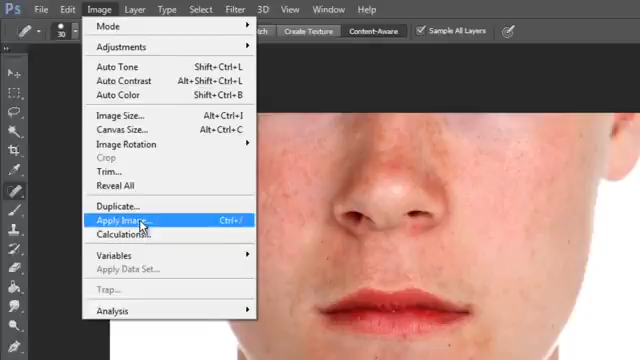 Ps File Edit Image Layer Type Select Filter 3D View Window Help
30 Create Texture Content-Aware Sample All Layers
Mode
Adjustments
Auto Tone Shift+Ctrl+L
Auto Contrast Alt+Shift+Ctrl+L
Auto Color Shift+Ctrl+B
Image Size... Alt+Ctrl+I
Canvas Size... Alt+Ctrl+C
Image Rotation
Crop
Trim...
Reveal All
Duplicate...
Apply Image... Ctrl+/
Calculations...
Variables
Apply Data Set...
Trap...
Analysis